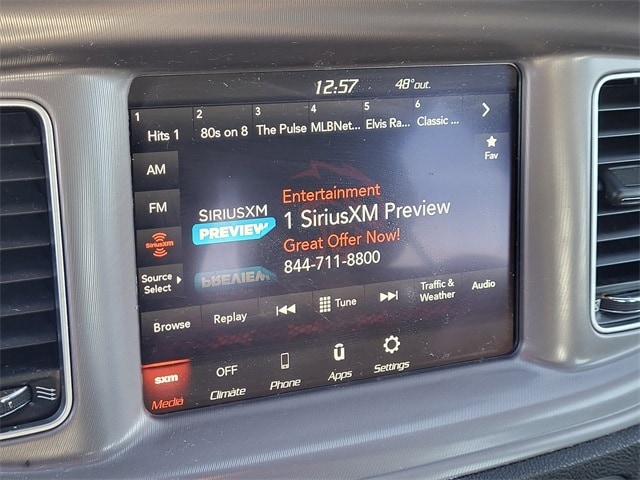 12:57 48°out.
1 2 3 4 5 6
Hits 1 80s on 8 The Pulse MLBNet... Elvis Ra... Classic ...
AM
Fav
FM
SiriusXM
Source Select
SIRIUSXM
PREVIEW
Entertainment
1 SiriusXM Preview
Great Offer Now!
844-711-8800
Browse Replay Tune Traffic & Weather Audio
sxm OFF
Media Climate Phone Apps Settings